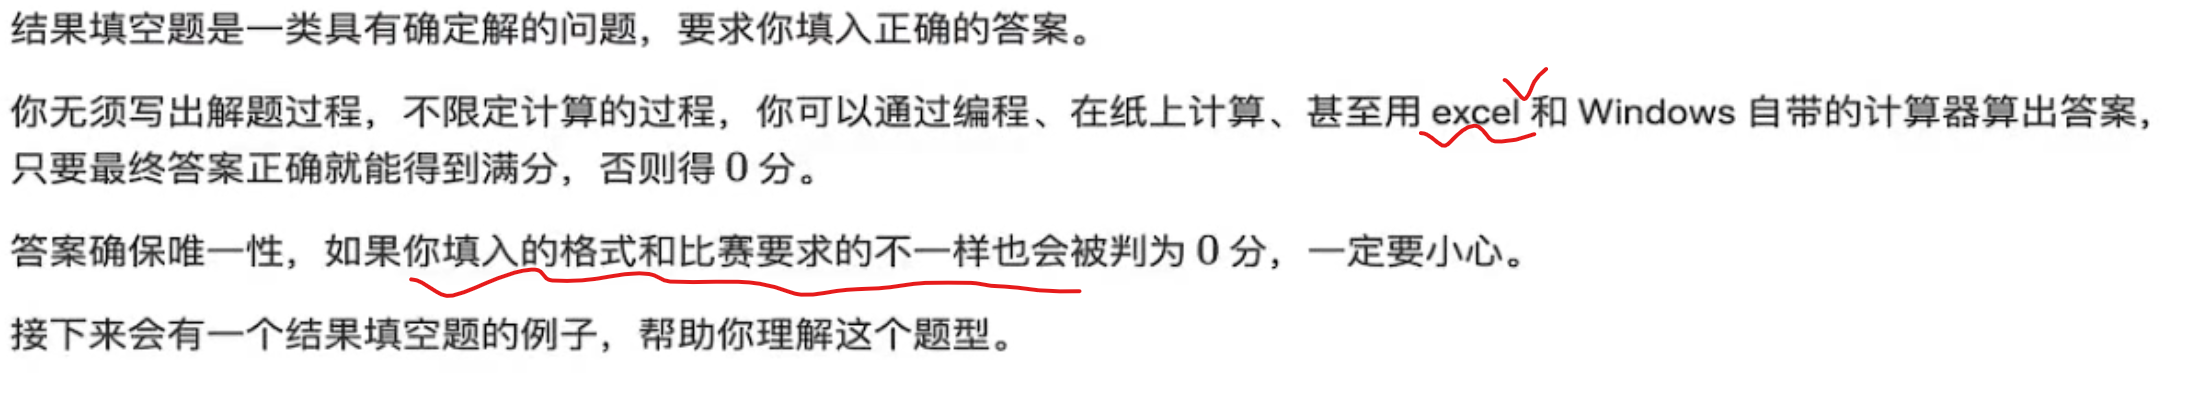 结果填空题是一类具有确定解的问题，要求你填入正确的答案。
你无须写出解题过程，不限定计算的过程，你可以通过编程、在纸上计算、甚至用 excel 和 Windows 自带的计算器算出答案，
只要最终答案正确就能得到满分，否则得 0 分。
答案确保唯一性，如果你填入的格式和比赛要求的不一样也会被判为 0 分，一定要小心。
接下来会有一个结果填空题的例子，帮助你理解这个题型。